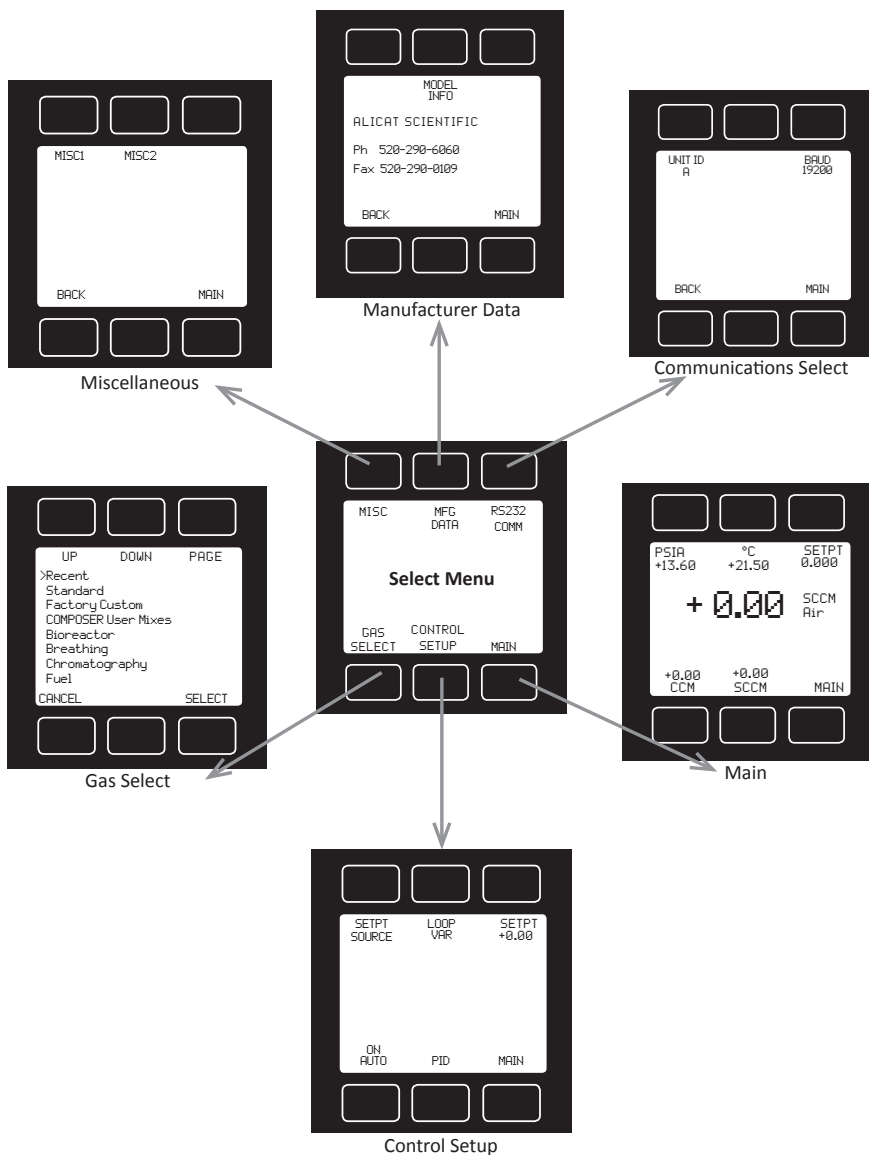 MODEL
INFO
ALICAT SCIENTIFIC
Ph 520-290-6060
Fax 520-290-0109
BACK MAIN
Manufacturer Data
MISC1 MISC2
BACK MAIN
Miscellaneous
UNIT ID BAUD
A 19200
BACK MAIN
Communications Select
MISC MFG RS232
DATA COMM
Select Menu
GAS CONTROL
SELECT SETUP MAIN
UP DOWN PAGE
>Recent
Standard
Factory Custom
COMPOSER User Mixes
Bioreactor
Breathing
Chromatography
Fuel
CANCEL SELECT
Gas Select
PSIA °C SETPT
+13.60 +21.50 0.000
+ 0.00 SCCM
Air
+0.00 +0.00
CCM SCCM MAIN
Main
SETPT LOOP SETPT
SOURCE VAR +0.00
ON
AUTO PID MAIN
Control Setup